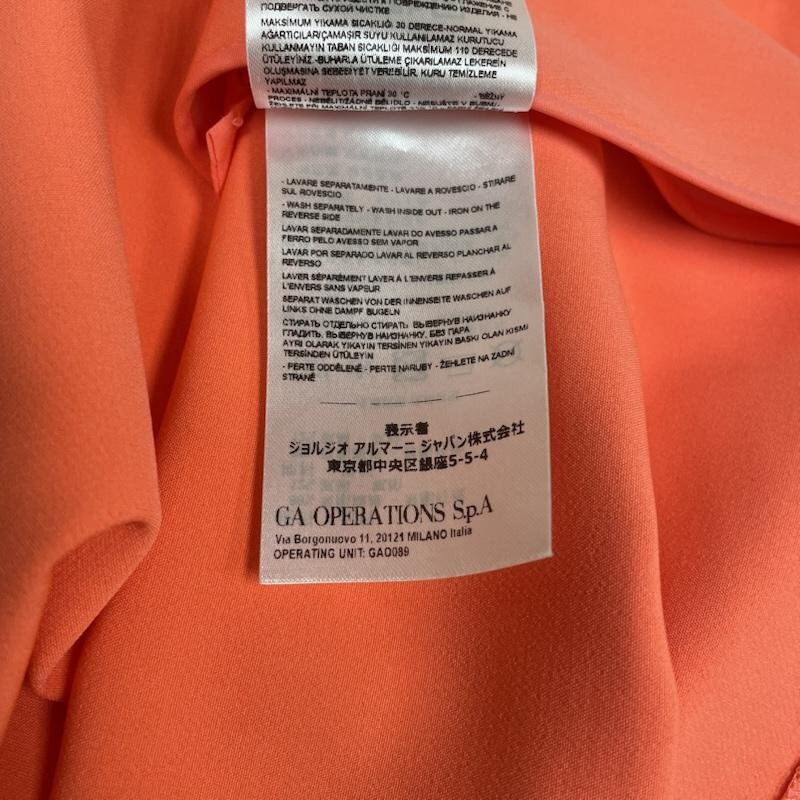 ПОДВЕРГАТЬ СУХОЙ ЧИСТКЕ
MAKSIMUM YIKAMA SICAKLIĞI 30 DERECE-NORMAL YIKAMA
AĞARTICILAR/ÇAMAŞIR SUYU KULLANILAMAZ KURUTUCU
KULLANMAYIN TABAN SICAKLIĞI MAKSİMUM 110 DERECEDE
ÜTÜLEYİNİZ-BUHARLA ÜTÜLEME ÇIKARILAMAZ LEKEREİN
OLUŞMASINA SEBEBİYET VEREBİLİR. KURU TEMİZLEME
YAPILMAZ
- MAXIMÁLNÍ TEPLOTA PRANÍ 30 °C - BĚŽNÝ
- LAVARE SEPARATAMENTE - LAVARE A ROVESCIO - STIRARE
SUL ROVESCIO
- WASH SEPARATELY - WASH INSIDE OUT - IRON ON THE
REVERSE SIDE
LAVAR SEPARADAMENTE LAVAR DO AVESSO PASSAR A
FERRO PELO AVESSO SEM VAPOR
LAVAR POR SEPARADO LAVAR AL REVERSO PLANCHAR AL
REVERSO
LAVER SÉPARÉMENT LAVER À L'ENVERS REPASSER À
L'ENVERS SANS VAPEUR
SEPARAT WASCHEN VON DER INNENSEITE WASCHEN AUF
LINKS OHNE DAMPF BUGELN
СТИРАТЬ ОТДЕЛЬНО СТИРАТЬ, ВЫВЕРНУВ НАИЗНАНКУ
ГЛАДИТЬ, ВЫВЕРНУВ НАИЗНАНКУ, БЕЗ ПАРА
AYRI OLARAK YIKAYIN TERSİNEN YIKAYIN BASKI OLAN KISMI
TERSİNDEN ÜTÜLEYİN
- PERTE ODDĚLENĚ - PERTE NARUBY - ŽEHLETE NA ZADNÍ
STRANĚ
表示者
ジョルジオ アルマーニ ジャパン株式会社
東京都中央区銀座5-5-4
GA OPERATIONS S.p.A
Via Borgonuovo 11, 20121 MILANO Italia
OPERATING UNIT: GAO089